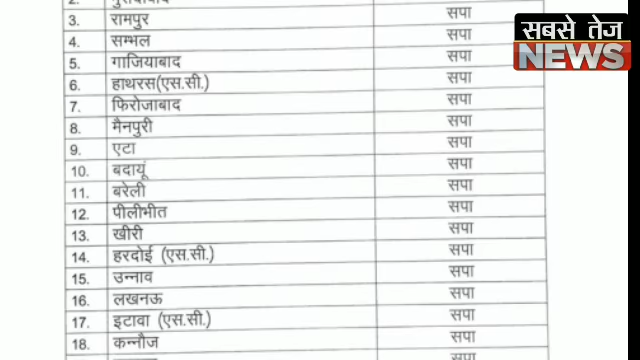 सबसे तेज
NEWS
2. मुरादाबाद
3. रामपुर सपा
4. सम्भल सपा
5. गाजियाबाद सपा
6. हाथरस(एस.सी.) सपा
7. फिरोजाबाद सपा
8. मैनपुरी सपा
9. एटा सपा
10. बदायूं सपा
11. बरेली सपा
12. पीलीभीत सपा
13. खीरी सपा
14. हरदोई (एस.सी.) सपा
15. उन्नाव सपा
16. लखनऊ सपा
17. इटावा (एस.सी.) सपा
18. कन्नौज सपा